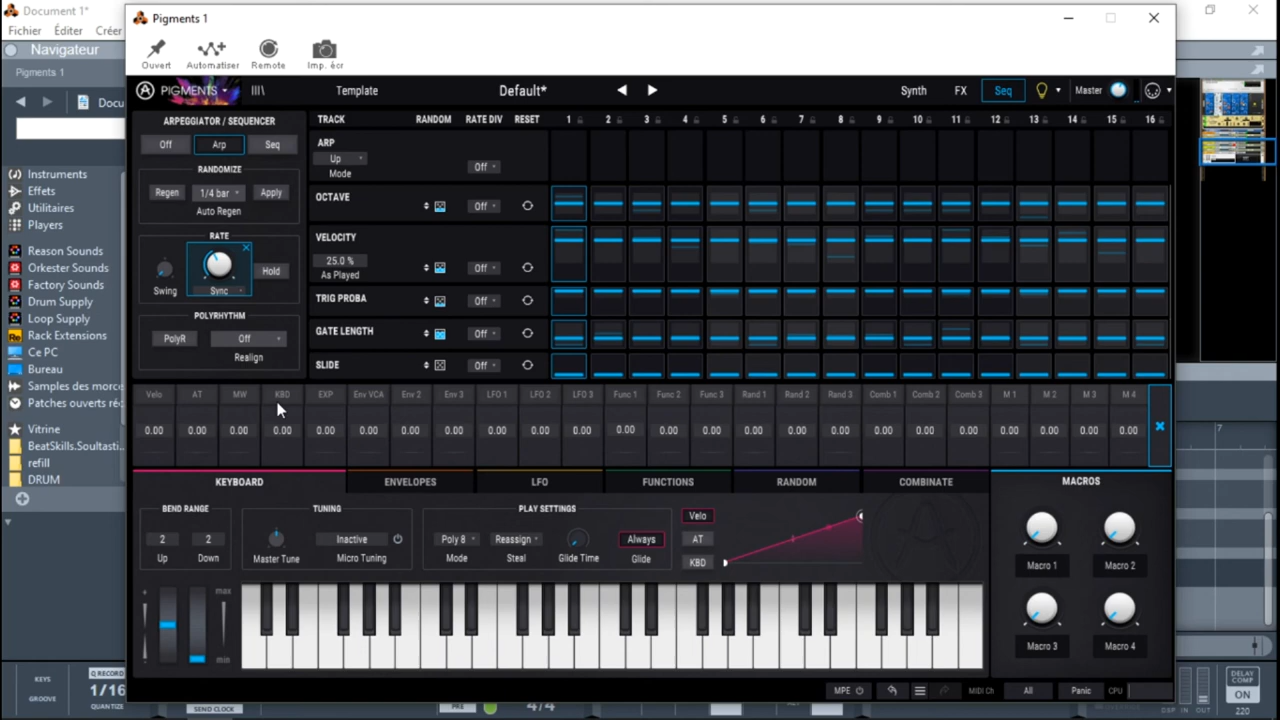 Document 1*
Fichier Éditer Créer
Navigateur
Pigments 1
Docu
Instruments
Effets
Utilitaires
Players
Reason Sounds
Orkester Sounds
Factory Sounds
Drum Supply
Loop Supply
Rack Extensions
Ce PC
Bureau
Samples des morce
Patches ouverts réc
Vitrine
BeatSkills.Soultasti..
refill
DRUM
Pigments 1
Ouvert Automatiser Remote Imp. écr
PIGMENTS Template Default* Synth FX Seq Master
ARPEGGIATOR / SEQUENCER
Off Arp Seq
RANDOMIZE
Regen 1/4 bar Apply
Auto Regen
RATE
Hold
Swing Sync
POLYRHYTHM
PolyR Off
Realign
TRACK RANDOM RATE DIV RESET 1 2 3 4 5 6 7 8 9 10 11 12 13 14 15 16
ARP
Up Off
Mode
OCTAVE Off
VELOCITY
25.0 % Off
As Played
TRIG PROBA Off
GATE LENGTH Off
SLIDE Off
Velo AT MW KBD EXP Env VCA Env 2 Env 3 LFO 1 LFO 2 LFO 3 Func 1 Func 2 Func 3 Rand 1 Rand 2 Rand 3 Comb 1 Comb 2 Comb 3 M 1 M 2 M 3 M 4
0.00 0.00 0.00 0.00 0.00 0.00 0.00 0.00 0.00 0.00 0.00 0.00 0.00 0.00 0.00 0.00 0.00 0.00 0.00 0.00 0.00 0.00 0.00 0.00
KEYBOARD ENVELOPES LFO FUNCTIONS RANDOM COMBINATE MACROS
BEND RANGE TUNING PLAY SETTINGS
2 2 Inactive Poly 8 Reassign Always
Up Down Master Tune Micro Tuning Mode Steal Glide Time Glide
Velo
AT
KBD
Macro 1 Macro 2
Macro 3 Macro 4
+ max
- min
MPE MIDI Ch All Panic CPU
7
KEYS
GROOVE
Q RECORD
1/16
QUANTIZE
SEND CLOCK
PRE
4/4
DSP IN OUT
DELAY
COMP
ON
220